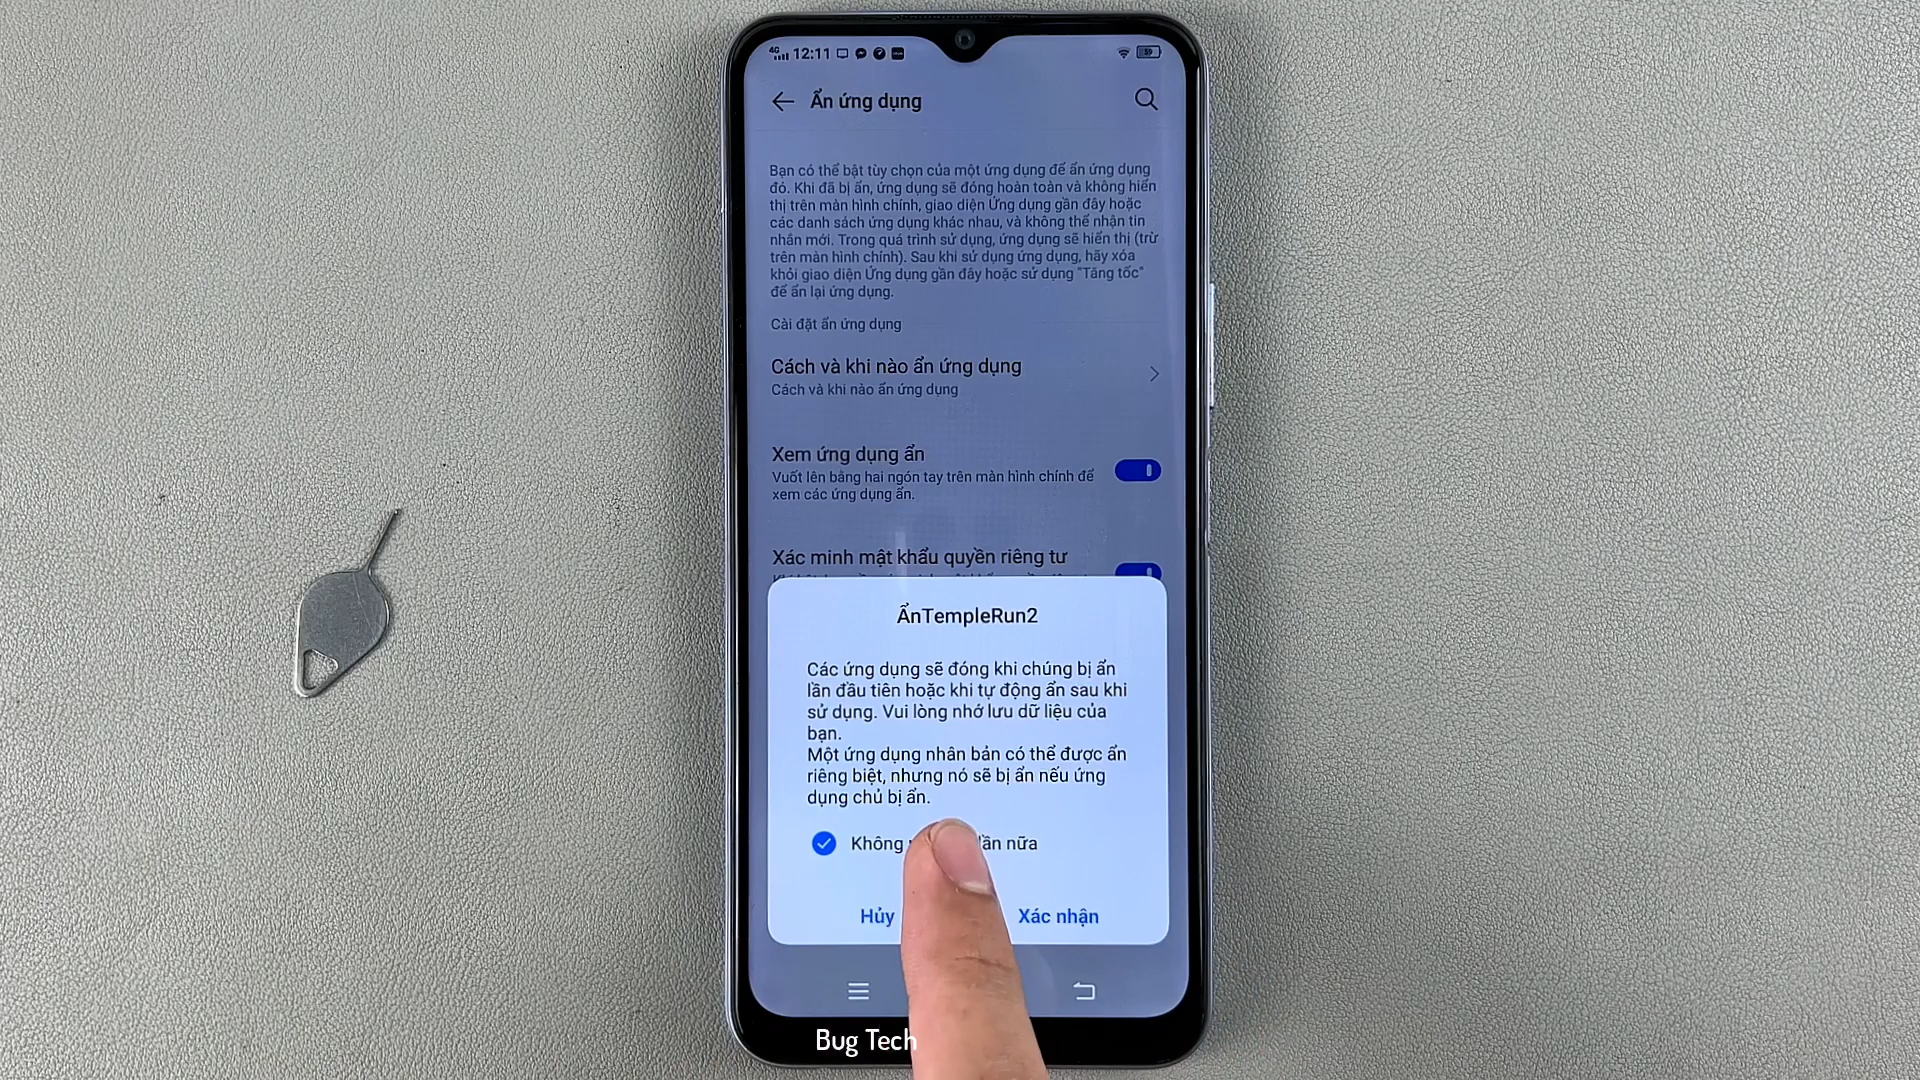 4G 12:11 59
Ẩn ứng dụng
Bạn có thể bật tùy chọn của một ứng dụng để ẩn ứng dụng
đó. Khi đã bị ẩn, ứng dụng sẽ đóng hoàn toàn và không hiển
thị trên màn hình chính, giao diện Ứng dụng gần đây hoặc
các danh sách ứng dụng khác nhau, và không thể nhận tin
nhắn mới. Trong quá trình sử dụng, ứng dụng sẽ hiển thị (trừ
trên màn hình chính). Sau khi sử dụng ứng dụng, hãy xóa
khỏi giao diện Ứng dụng gần đây hoặc sử dụng "Tăng tốc"
để ẩn lại ứng dụng.
Cài đặt ẩn ứng dụng
Cách và khi nào ẩn ứng dụng
Cách và khi nào ẩn ứng dụng
Xem ứng dụng ẩn
Vuốt lên bằng hai ngón tay trên màn hình chính để
xem các ứng dụng ẩn.
Xác minh mật khẩu quyền riêng tư
ẨnTempleRun2
Các ứng dụng sẽ đóng khi chúng bị ẩn
lần đầu tiên hoặc khi tự động ẩn sau khi
sử dụng. Vui lòng nhớ lưu dữ liệu của
bạn.
Một ứng dụng nhân bản có thể được ẩn
riêng biệt, nhưng nó sẽ bị ẩn nếu ứng
dụng chủ bị ẩn.
Không lần nữa
Hủy Xác nhận
Bug Tech